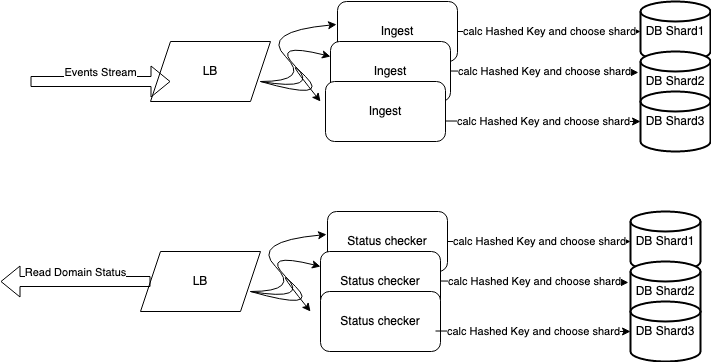 Ingest
calc Hashed Key and choose shard
DB Shard1
Events Stream
LB
Ingest
calc Hashed Key and choose shard
DB Shard2
Ingest
calc Hashed Key and choose shard
DB Shard3
Status checker
calc Hashed Key and choose shard
DB Shard1
Read Domain Status
LB
Status checker
calc Hashed Key and choose shard
DB Shard2
Status checker
calc Hashed Key and choose shard
DB Shard3